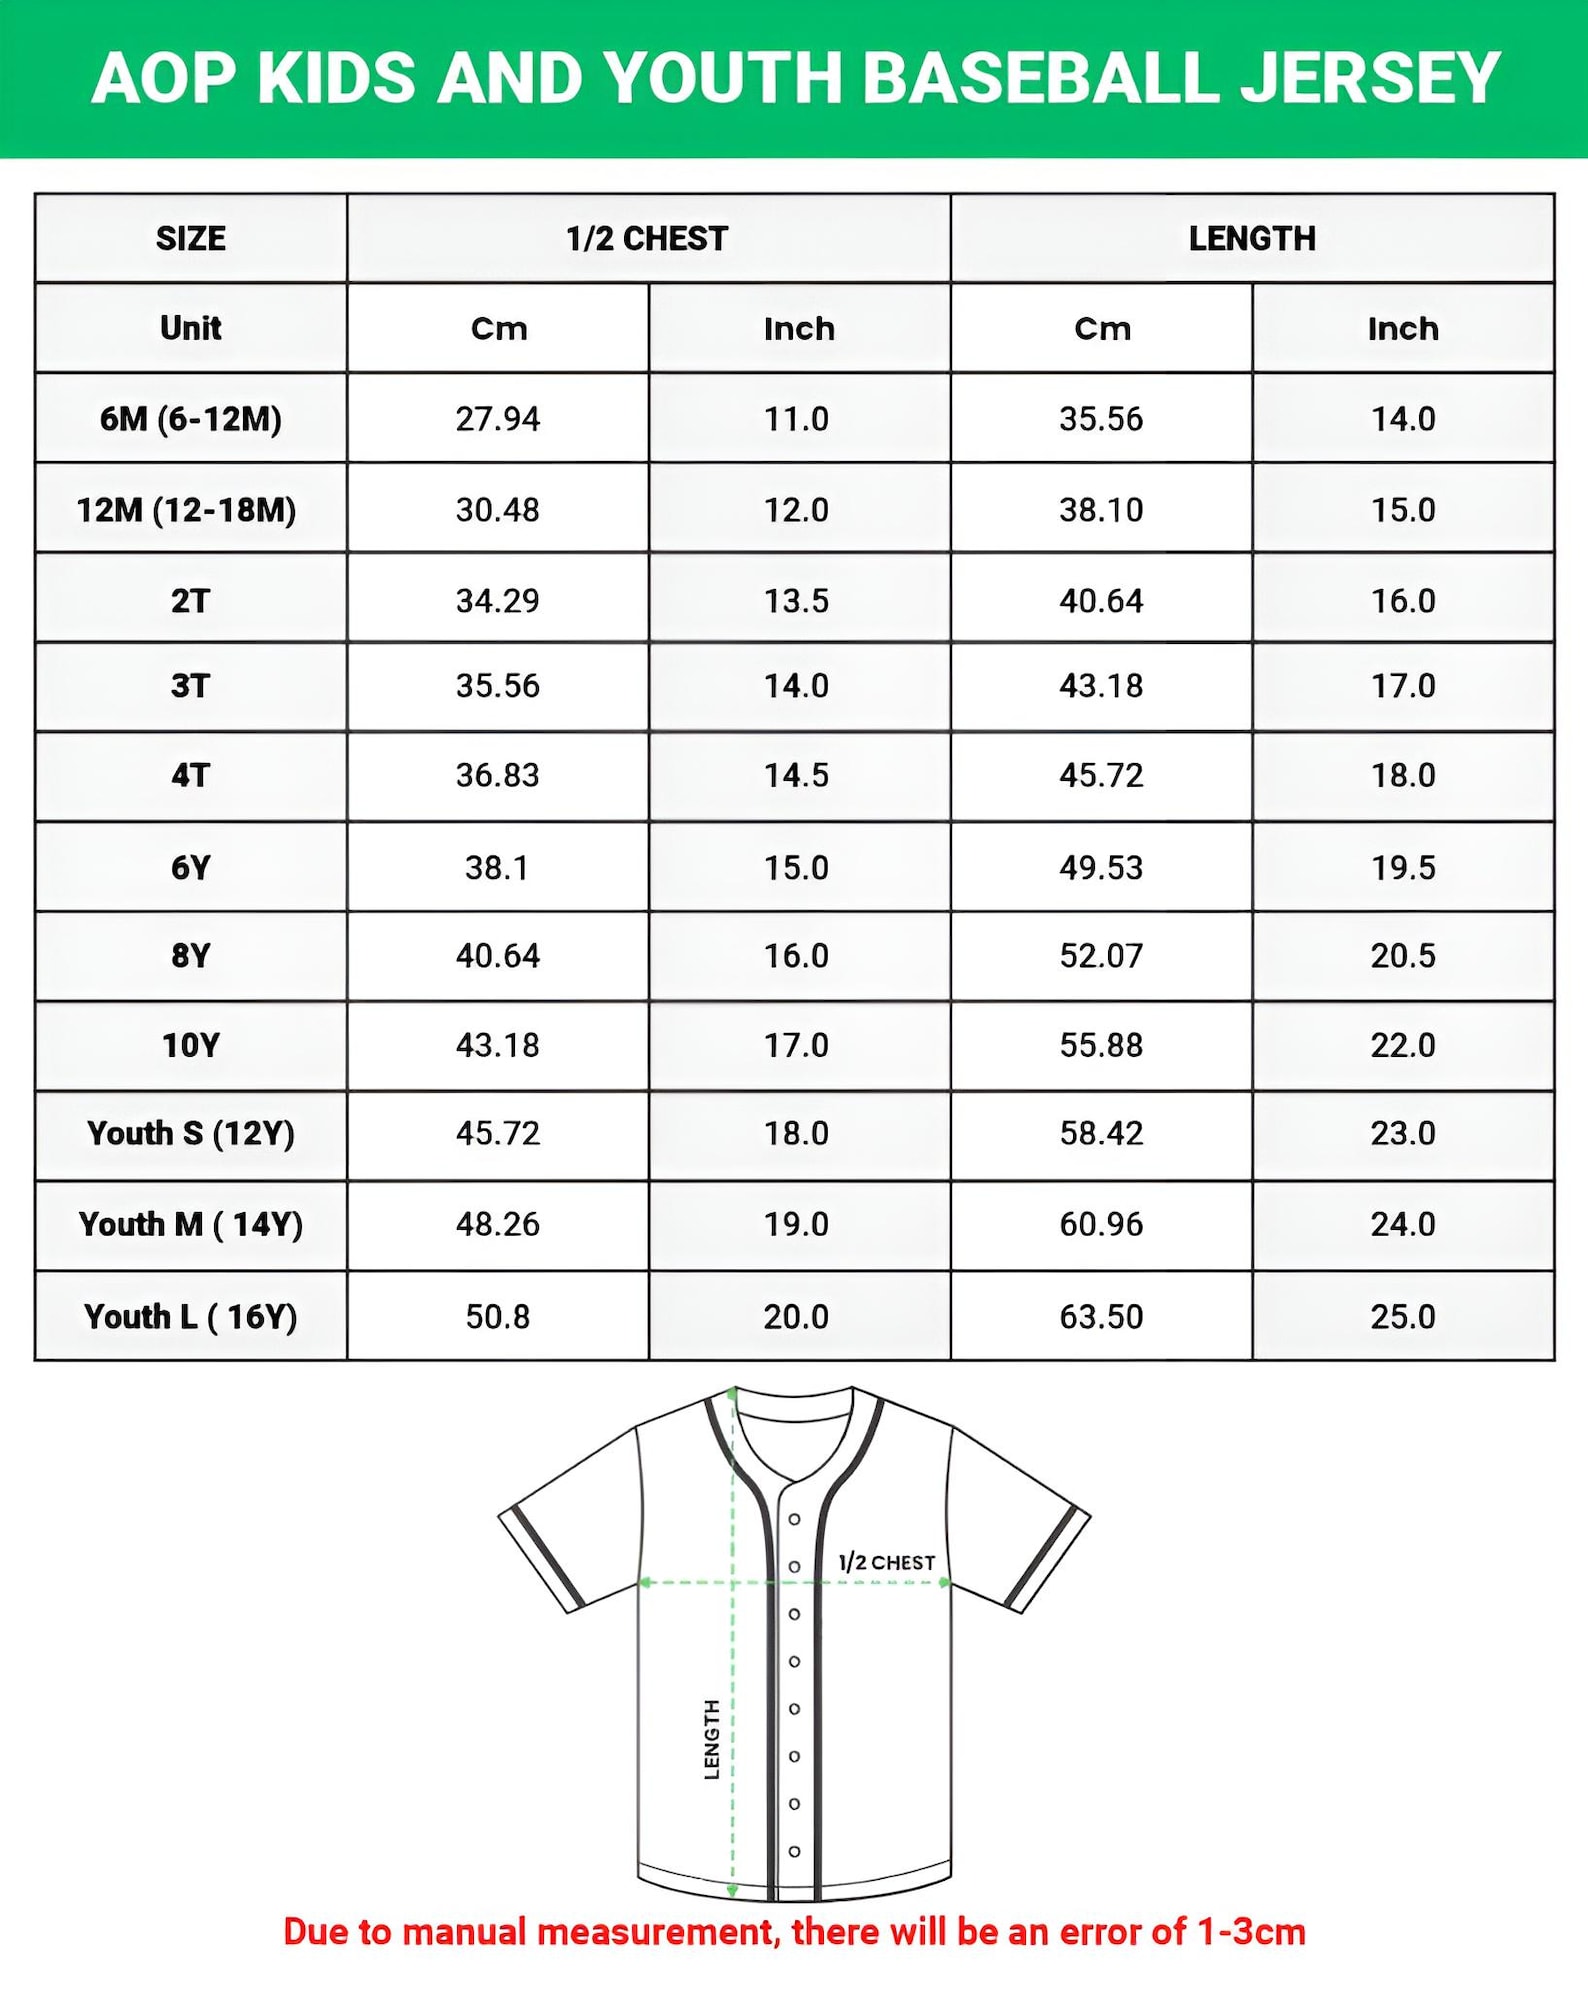 AOP KIDS AND YOUTH BASEBALL JERSEY
SIZE 1/2 CHEST LENGTH
Unit Cm Inch Cm Inch
6M (6-12M) 27.94 11.0 35.56 14.0
12M (12-18M) 30.48 12.0 38.10 15.0
2T 34.29 13.5 40.64 16.0
3T 35.56 14.0 43.18 17.0
4T 36.83 14.5 45.72 18.0
6Y 38.1 15.0 49.53 19.5
8Y 40.64 16.0 52.07 20.5
10Y 43.18 17.0 55.88 22.0
Youth S (12Y) 45.72 18.0 58.42 23.0
Youth M ( 14Y) 48.26 19.0 60.96 24.0
Youth L ( 16Y) 50.8 20.0 63.50 25.0
1/2 CHEST
LENGTH
Due to manual measurement, there will be an error of 1-3cm